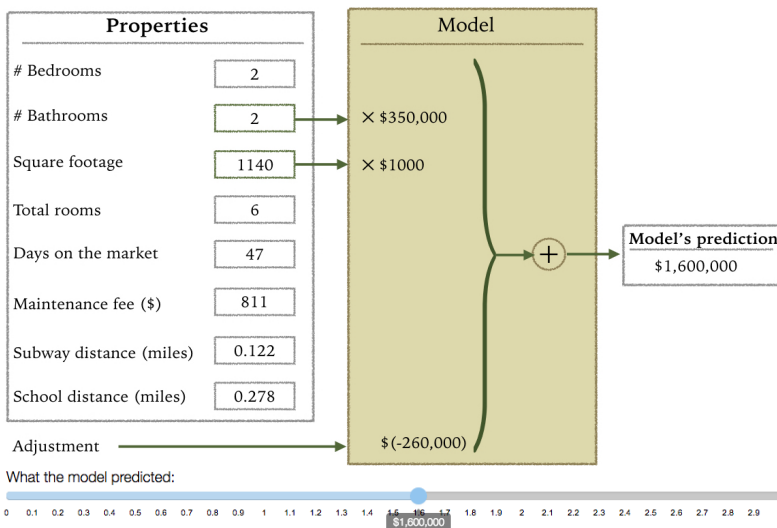 Properties
Model
# Bedrooms 2
# Bathrooms 2 × $350,000
Square footage 1140 × $1000
Total rooms 6
Days on the market 47
+
Model's prediction
$1,600,000
Maintenance fee ($) 811
Subway distance (miles) 0.122
School distance (miles) 0.278
Adjustment $(-260,000)
What the model predicted:
0 0.1 0.2 0.3 0.4 0.5 0.6 0.7 0.8 0.9 1 1.1 1.2 1.3 1.4 1.5 1.6 1.7 1.8 1.9 2 2.1 2.2 2.3 2.4 2.5 2.6 2.7 2.8 2.9
$1,600,000